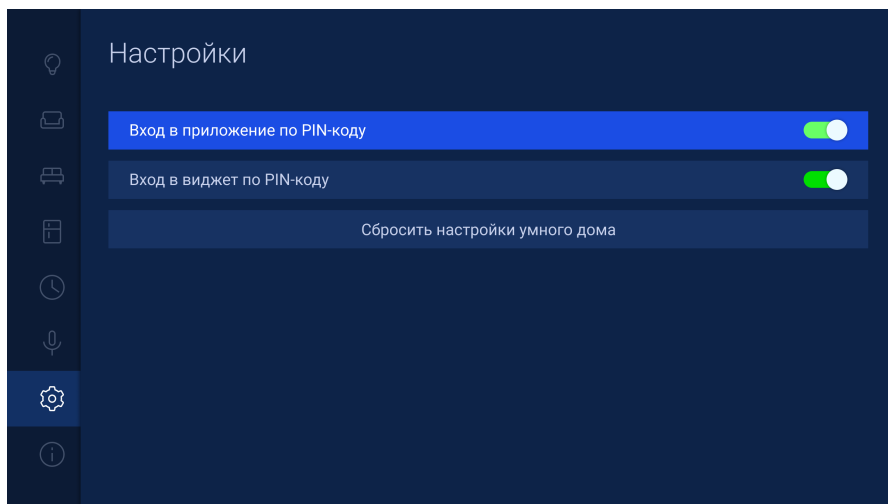 Настройки
Вход в приложение по PIN-коду
Вход в виджет по PIN-коду
Сбросить настройки умного дома